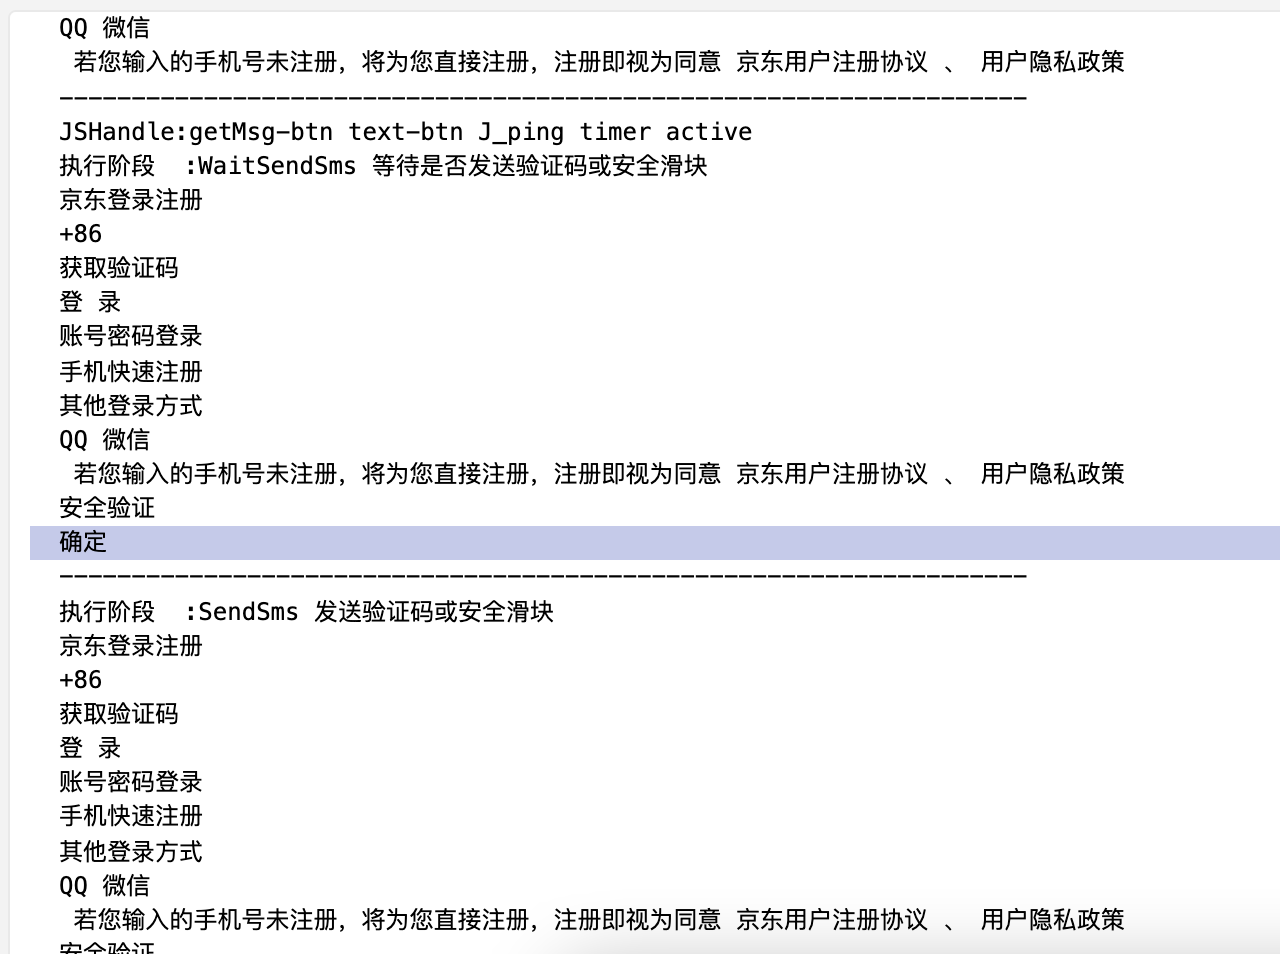 QQ 微信
若您输入的手机号未注册，将为您直接注册，注册即视为同意 京东用户注册协议 、 用户隐私政策
-------------------------------------------------------------------
JSHandle:getMsg-btn text-btn J_ping timer active
执行阶段  :WaitSendSms 等待是否发送验证码或安全滑块
京东登录注册
+86
获取验证码
登 录
账号密码登录
手机快速注册
其他登录方式
QQ 微信
若您输入的手机号未注册，将为您直接注册，注册即视为同意 京东用户注册协议 、 用户隐私政策
安全验证
确定
-------------------------------------------------------------------
执行阶段  :SendSms 发送验证码或安全滑块
京东登录注册
+86
获取验证码
登 录
账号密码登录
手机快速注册
其他登录方式
QQ 微信
若您输入的手机号未注册，将为您直接注册，注册即视为同意 京东用户注册协议 、 用户隐私政策
安全验证